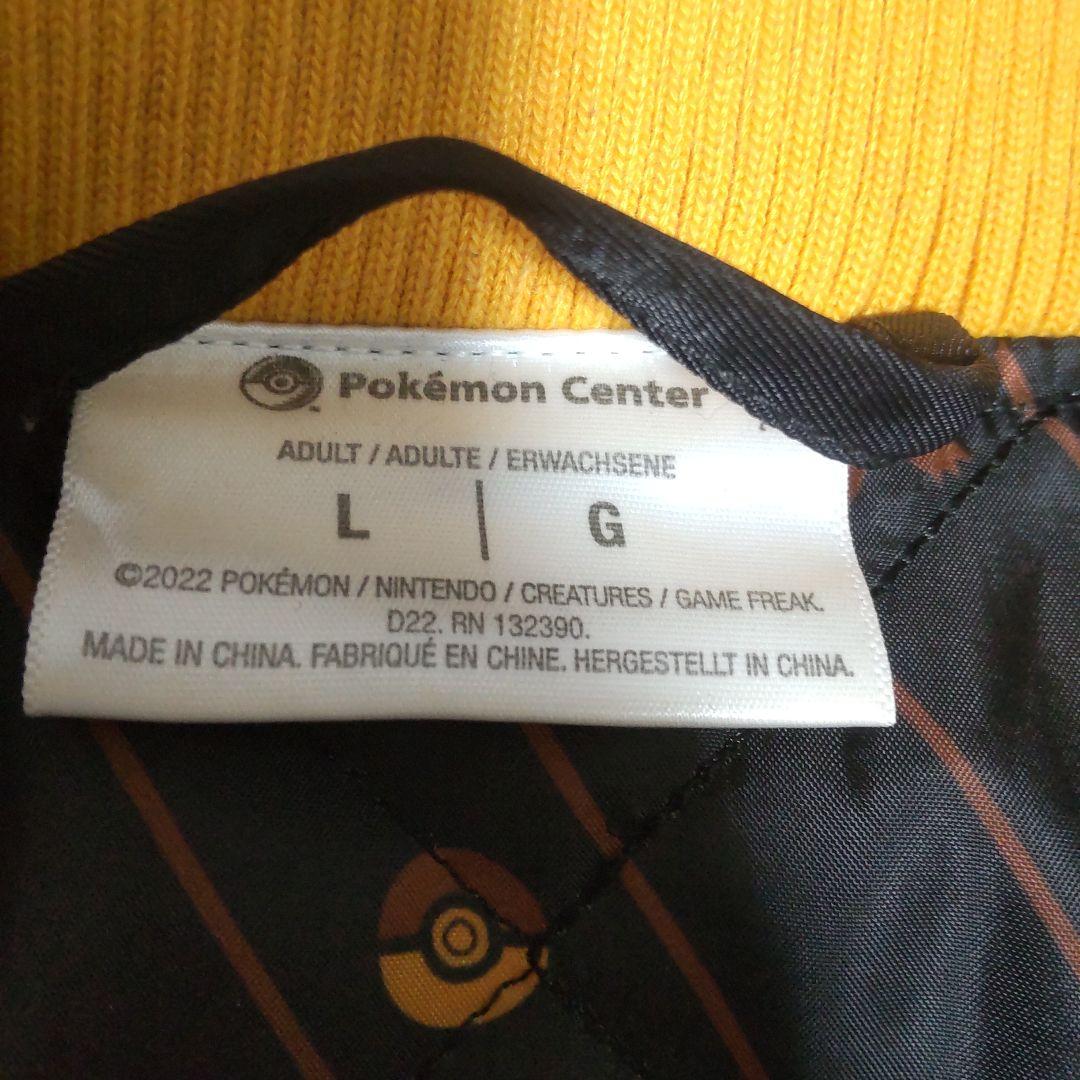 Pokémon Center
ADULT / ADULTE / ERWACHSENE
L | G
©2022 POKÉMON / NINTENDO / CREATURES / GAME FREAK.
D22. RN 132390.
MADE IN CHINA. FABRIQUÉ EN CHINE. HERGESTELLT IN CHINA.